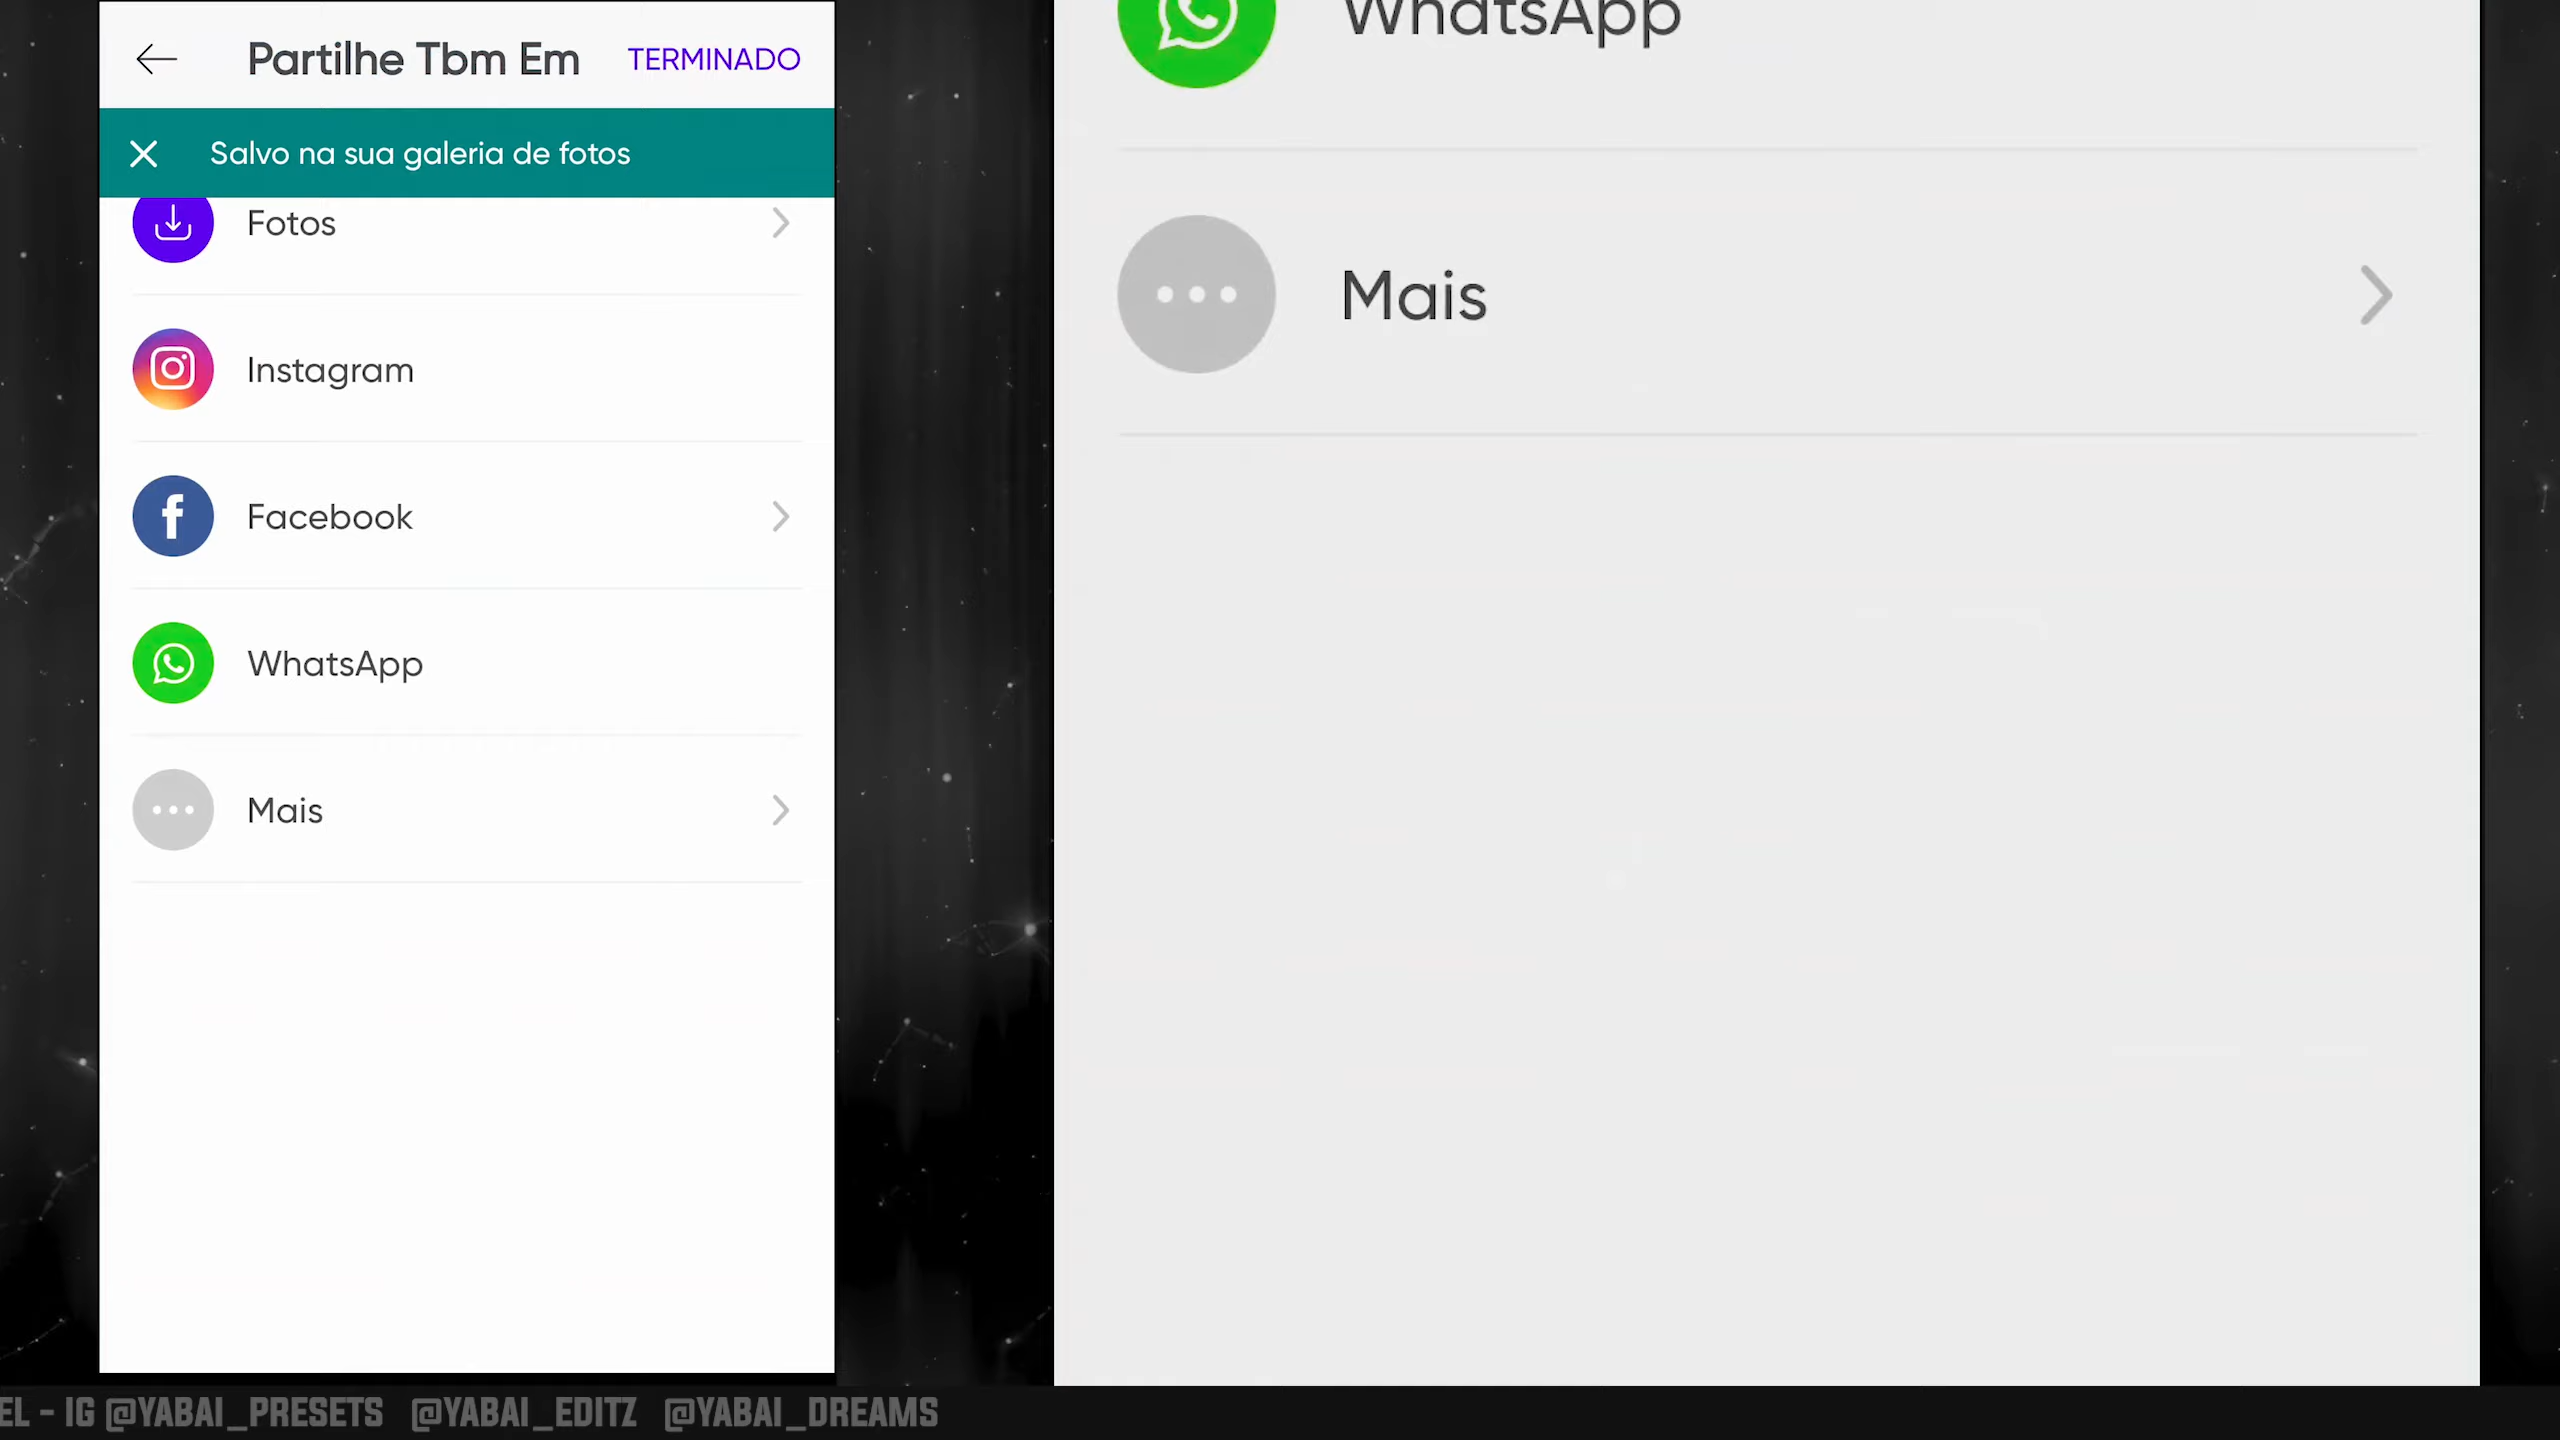 Partilhe Tbm Em
TERMINADO
Salvo na sua galeria de fotos
Fotos
Instagram
Facebook
WhatsApp
Mais
WhatsApp
Mais
EL - IG @YABAI_PRESETS @YABAI_EDITZ @YABAI_DREAMS